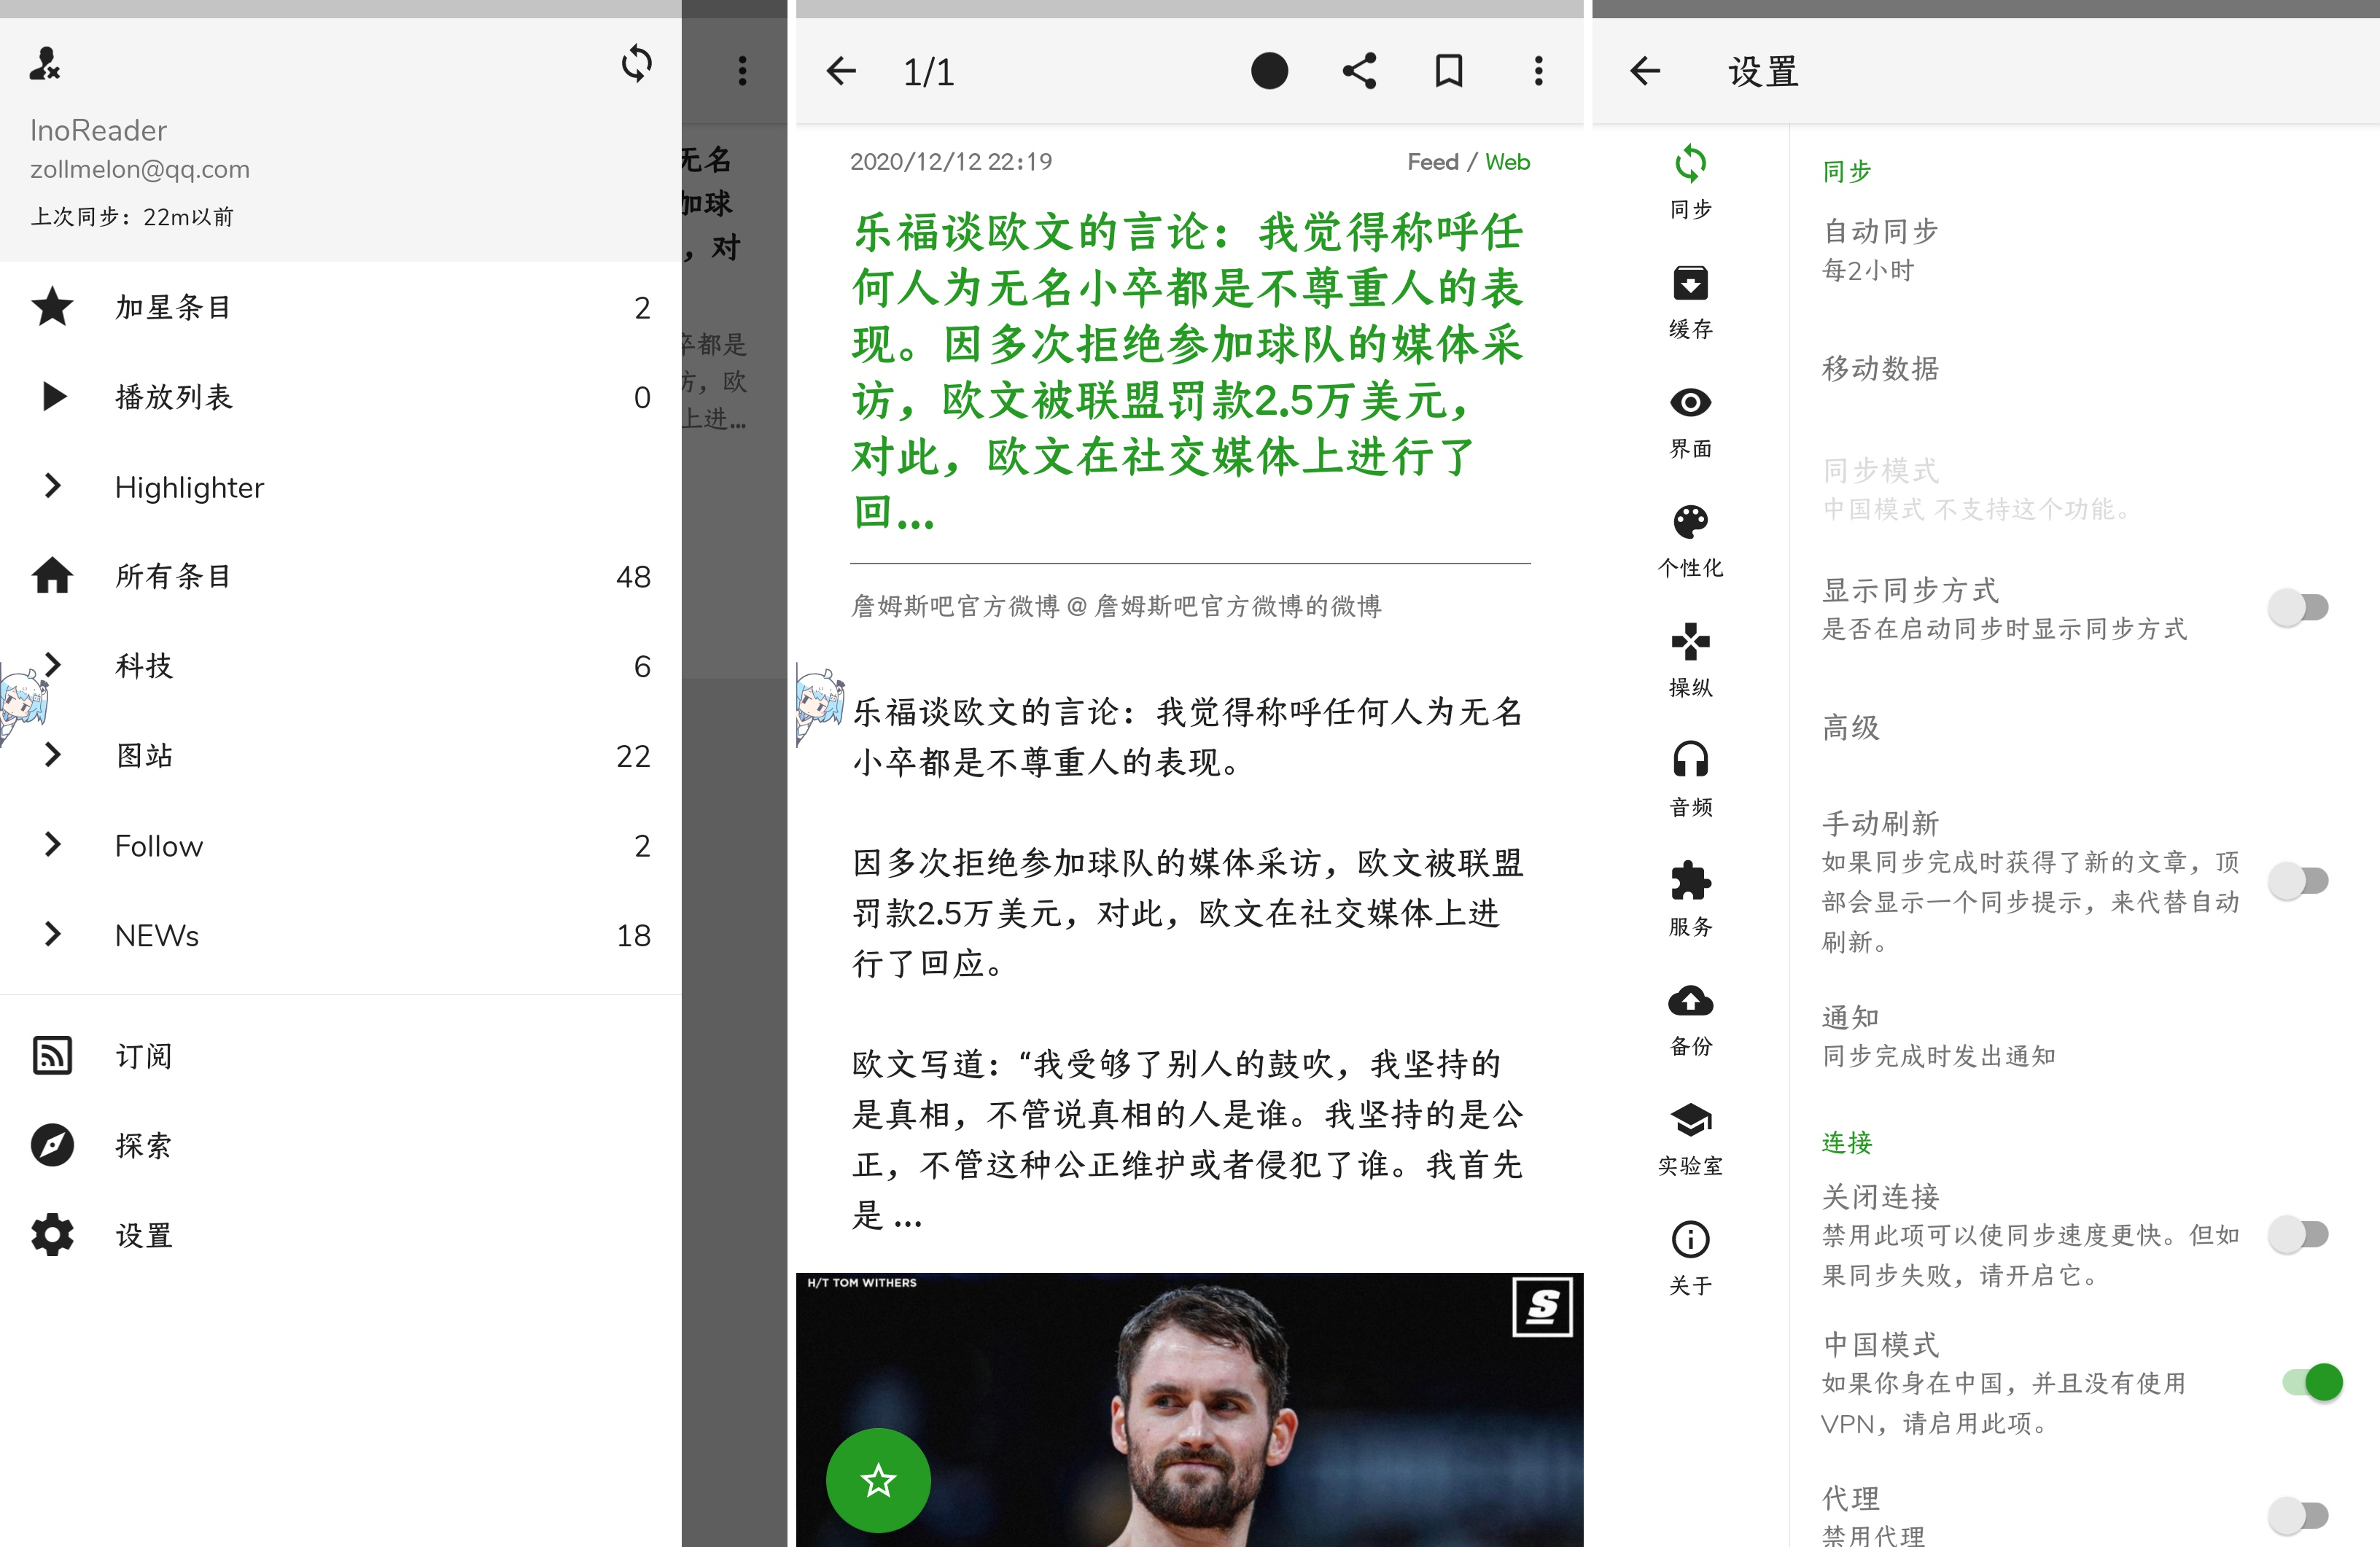 InoReader
zollmelon@qq.com
上次同步：22m以前
加星条目 2
播放列表 0
Highlighter
所有条目 48
科技 6
图站 22
Follow 2
NEWs 18
订阅
探索
设置
无名
加球
，对
卒都是
访，欧
上进...
1/1
2020/12/12 22:19
Feed / Web
乐福谈欧文的言论：我觉得称呼任
何人为无名小卒都是不尊重人的表
现。因多次拒绝参加球队的媒体采
访，欧文被联盟罚款2.5万美元，
对此，欧文在社交媒体上进行了
回...
詹姆斯吧官方微博 @ 詹姆斯吧官方微博的微博
乐福谈欧文的言论：我觉得称呼任何人为无名
小卒都是不尊重人的表现。
因多次拒绝参加球队的媒体采访，欧文被联盟
罚款2.5万美元，对此，欧文在社交媒体上进
行了回应。
欧文写道：“我受够了别人的鼓吹，我坚持的
是真相，不管说真相的人是谁。我坚持的是公
正，不管这种公正维护或者侵犯了谁。我首先
是 ...
H/T TOM WITHERS
S
设置
同步
缓存
界面
个性化
操纵
音频
服务
备份
实验室
关于
同步
自动同步
每2小时
移动数据
同步模式
中国模式 不支持这个功能。
显示同步方式
是否在启动同步时显示同步方式
高级
手动刷新
如果同步完成时获得了新的文章，顶
部会显示一个同步提示，来代替自动
刷新。
通知
同步完成时发出通知
连接
关闭连接
禁用此项可以使同步速度更快。但如
果同步失败，请开启它。
中国模式
如果你身在中国，并且没有使用
VPN，请启用此项。
代理
禁用代理